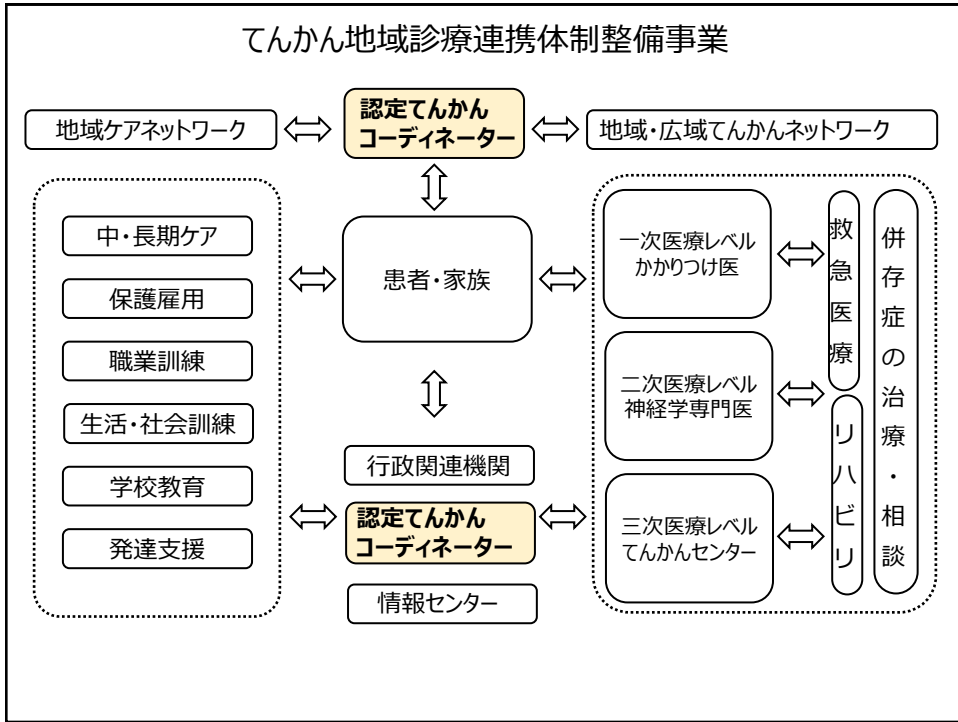 てんかん地域診療連携体制整備事業
地域ケアネットワーク
認定てんかん
コーディネーター
地域・広域てんかんネットワーク
中・長期ケア
保護雇用
職業訓練
生活・社会訓練
学校教育
発達支援
患者・家族
行政関連機関
認定てんかん
コーディネーター
情報センター
一次医療レベル
かかりつけ医
二次医療レベル
神経学専門医
三次医療レベル
てんかんセンター
救急医療
リハビリ
併存症の治療・相談